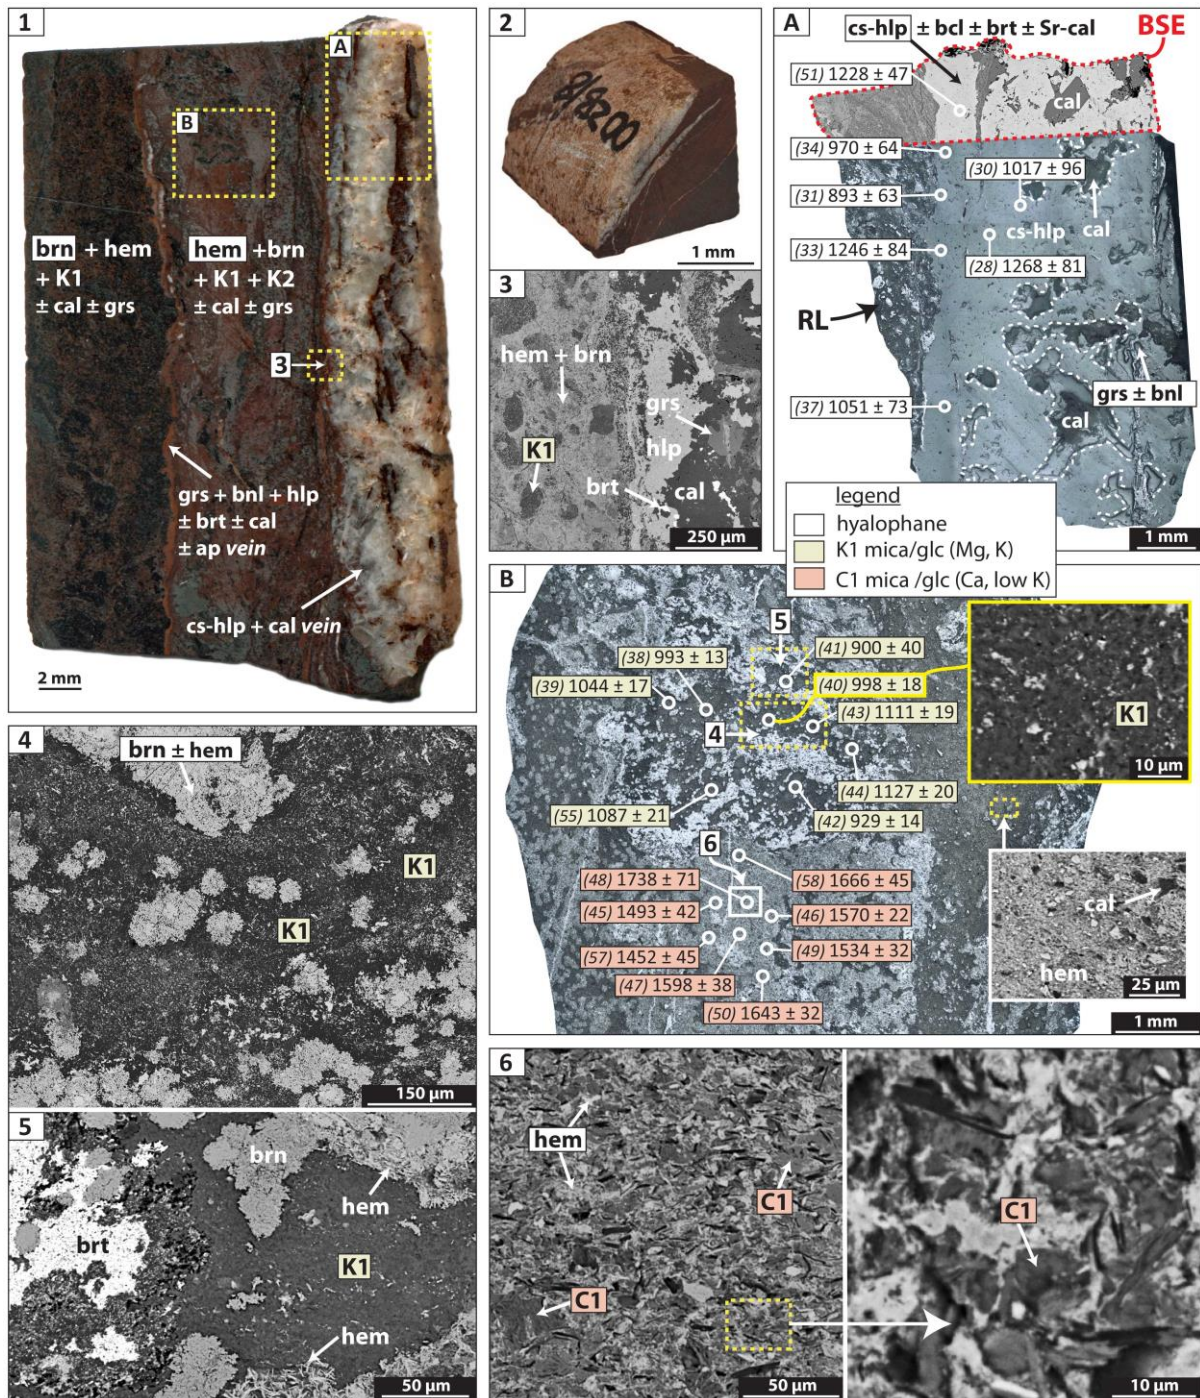 1
A
B
brn + hem
+ K1
± cal ± grs
hem +brn
+ K1 + K2
± cal ± grs
3
grs + bnl + hlp
± brt ± cal
± ap vein
cs-hlp + cal vein
2 mm
2
8/8200
1 mm
3
hem + brn
K1
grs
hlp
brt
cal
250 µm
A
cs-hlp ± bcl ± brt ± Sr-cal
BSE
(51) 1228 ± 47
cal
(34) 970 ± 64
(30) 1017 ± 96
(31) 893 ± 63
cs-hlp
cal
(33) 1246 ± 84
(28) 1268 ± 81
RL
grs ± bnl
(37) 1051 ± 73
cal
1 mm
legend
hyalophane
K1 mica/glc (Mg, K)
C1 mica /glc (Ca, low K)
B
5
(41) 900 ± 40
(38) 993 ± 13
(40) 998 ± 18
(39) 1044 ± 17
(43) 1111 ± 19
4
(44) 1127 ± 20
(55) 1087 ± 21
(42) 929 ± 14
6
(48) 1738 ± 71
(58) 1666 ± 45
(45) 1493 ± 42
(46) 1570 ± 22
(57) 1452 ± 45
(49) 1534 ± 32
(47) 1598 ± 38
(50) 1643 ± 32
K1
10 µm
cal
hem
25 µm
1 mm
4
brn ± hem
K1
K1
150 µm
5
brn
hem
brt
K1
hem
50 µm
6
hem
C1
C1
50 µm
C1
10 µm